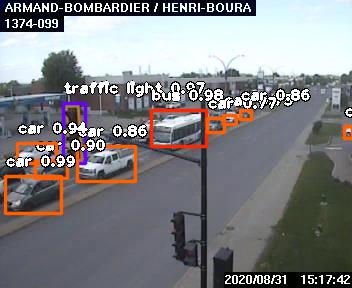 ARMAND-BOMBARDIER / HENRI-BOURA
1374-099
traffic light 0.97
bus 0.98
car 0.86
car 0.94
car 0.86
car 0.90
car 0.99
2020/08/31 15:17:42